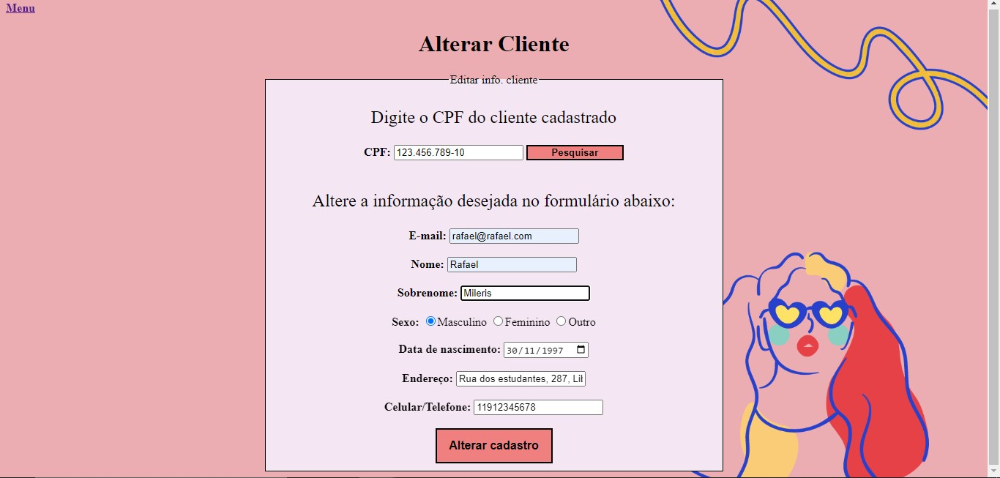 Menu
Alterar Cliente
Editar info. cliente
Digite o CPF do cliente cadastrado
CPF: 123.456.789-10 Pesquisar
Altere a informação desejada no formulário abaixo:
E-mail: rafael@rafael.com
Nome: Rafael
Sobrenome: Mileris
Sexo: Masculino Feminino Outro
Data de nascimento: 30/11/1997
Endereço: Rua dos estudantes, 287, Lil
Celular/Telefone: 11912345678
Alterar cadastro